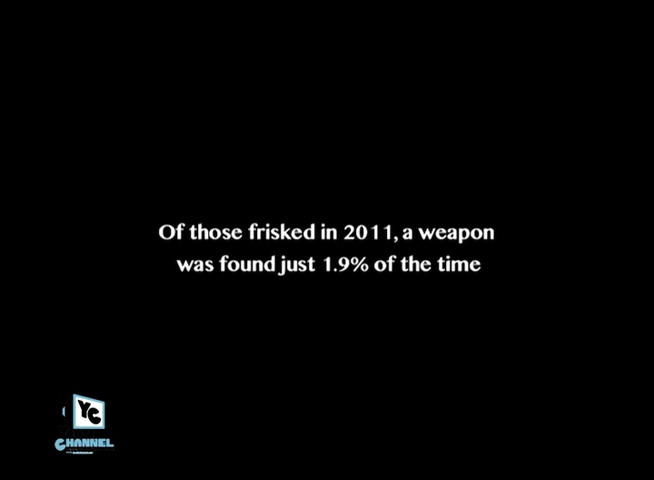 Of those frisked in 2011, a weapon
was found just 1.9% of the time
YC
CHANNEL